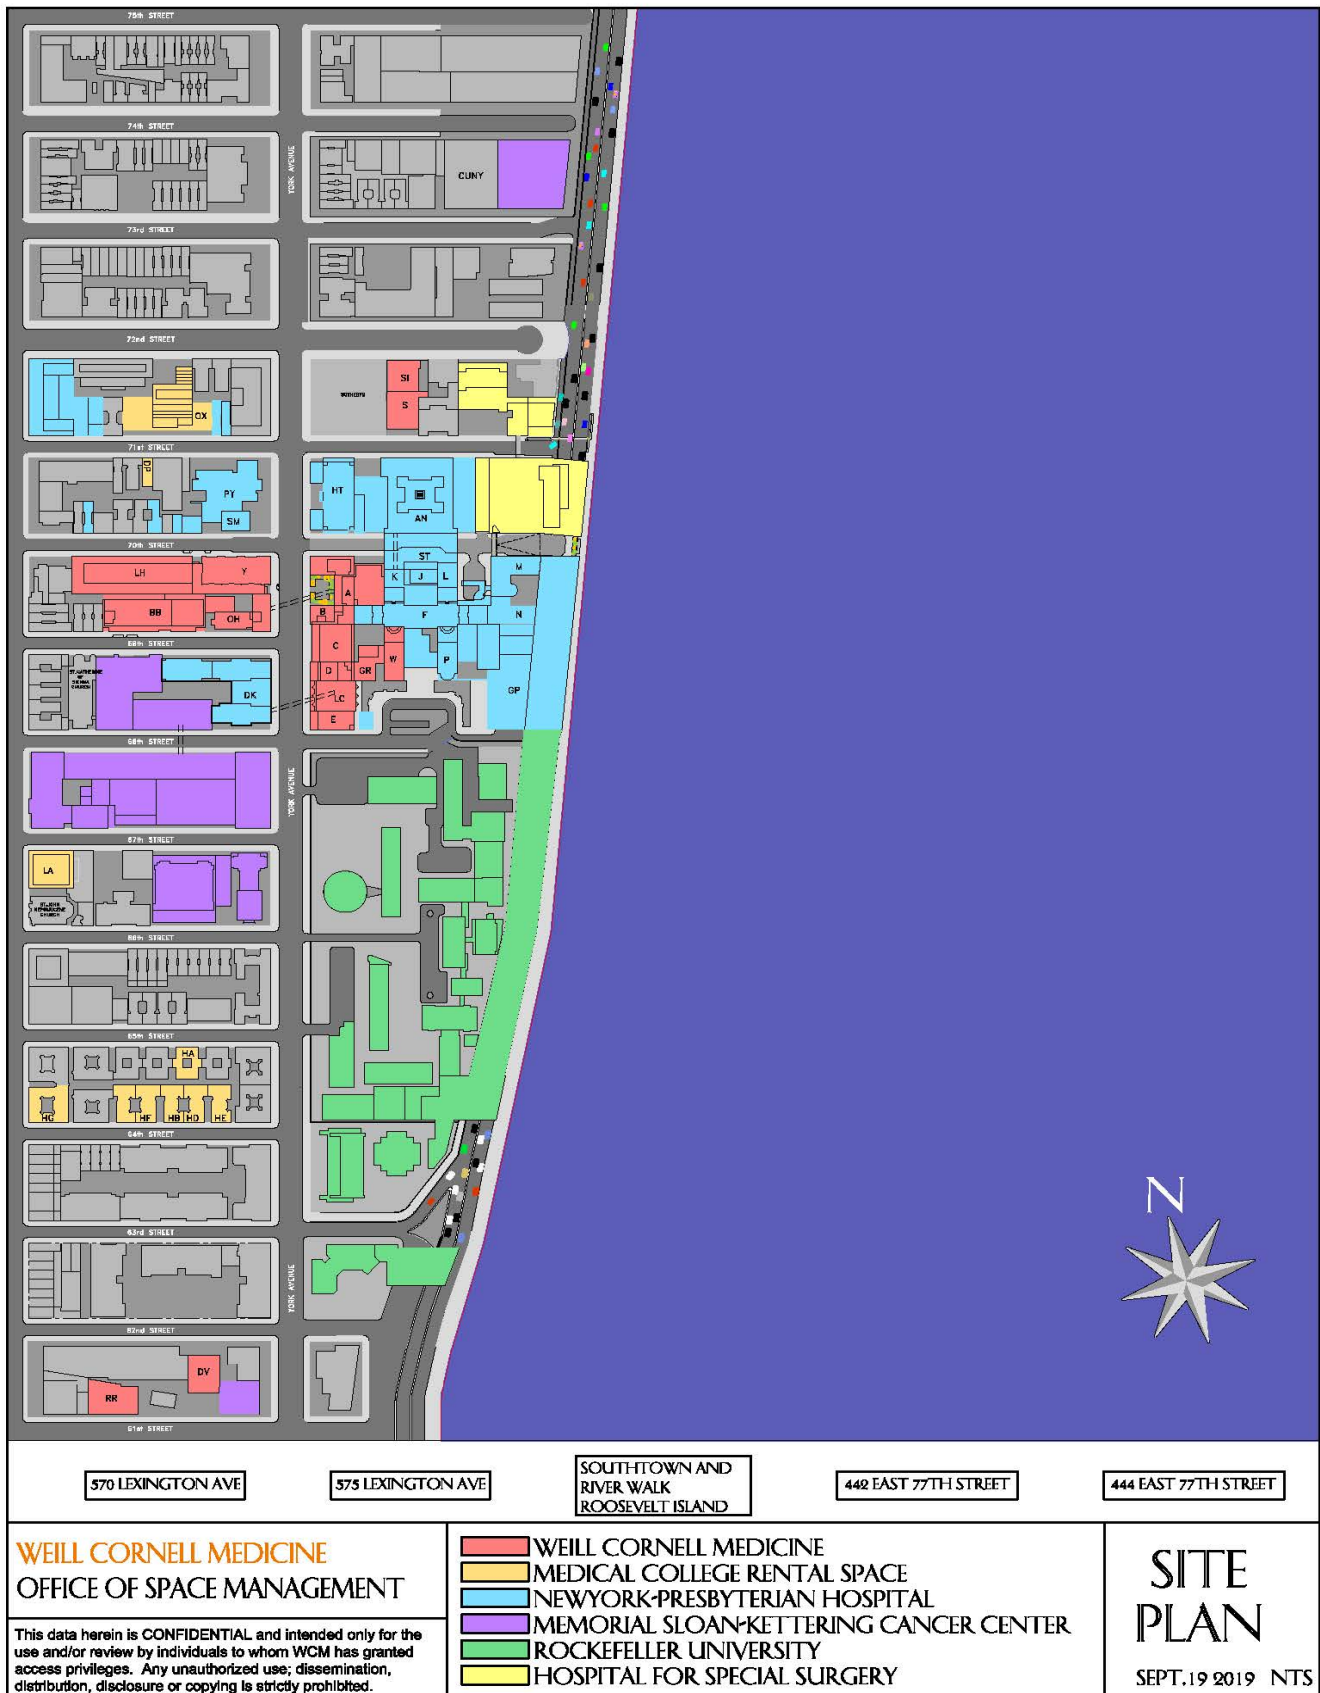 75th STREET
74th STREET
YORK AVENUE
CUNY
73rd STREET
72nd STREET
SI
S
OX
71st STREET
DP
PY
SM
HT
AN
70th STREET
ST
LH
Y
K
J
L
M
A
BB
OH
B
F
N
69th STREET
C
W
P
D
GR
DK
LC
GP
E
68th STREET
YORK AVENUE
67th STREET
LA
66th STREET
65th STREET
HA
HG
HF
HB
HD
HE
64th STREET
63rd STREET
YORK AVENUE
62nd STREET
DV
RR
61st STREET
N
570 LEXINGTON AVE
575 LEXINGTON AVE
SOUTHTOWN AND
RIVER WALK
ROOSEVELT ISLAND
442 EAST 77TH STREET
444 EAST 77TH STREET
WEILL CORNELL MEDICINE
OFFICE OF SPACE MANAGEMENT
This data herein is CONFIDENTIAL and intended only for the
use and/or review by individuals to whom WCM has granted
access privileges. Any unauthorized use; dissemination,
distribution, disclosure or copying is strictly prohibited.
WEILL CORNELL MEDICINE
MEDICAL COLLEGE RENTAL SPACE
NEWYORK-PRESBYTERIAN HOSPITAL
MEMORIAL SLOAN-KETTERING CANCER CENTER
ROCKEFELLER UNIVERSITY
HOSPITAL FOR SPECIAL SURGERY
SITE
PLAN
SEPT.19 2019 NTS